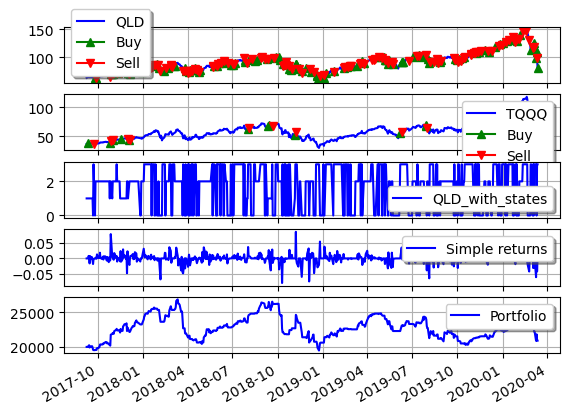 QLD
Buy
Sell
150
100
TQQQ
Buy
Sell
100
50
QLD_with_states
2
0
Simple returns
0.05
0.00
−0.05
Portfolio
25000
20000
2017-10 2018-01 2018-04 2018-07 2018-10 2019-01 2019-04 2019-07 2019-10 2020-01 2020-04